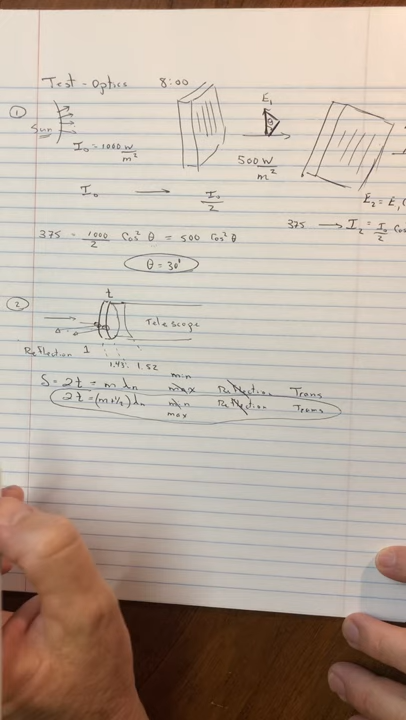 Test - Optics 8:00
① Sun
I₀ = 1000 W/m²
E₁
500 W/m²
E₂ = E₁
I₀ → I₀/2
375 → I₂ = I₀/2 Cos
375 = 1000/2 Cos² θ = 500 Cos² θ
θ = 30°
②
t
Telescope
Reflection 1
1.45 1.52
min
δ = 2t = m λn max Reflection Trans
2t = (m+1/2) λn min Reflection Trans
max